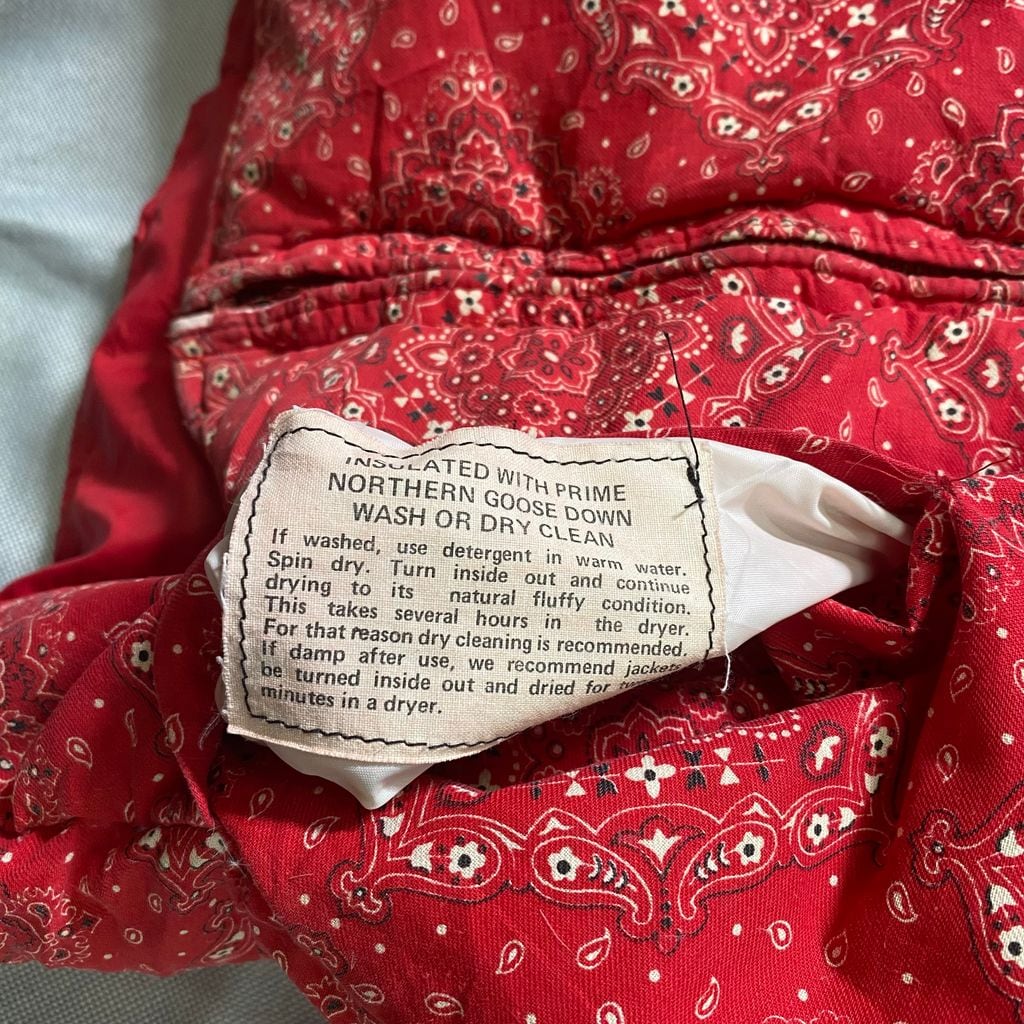 INSULATED WITH PRIME
NORTHERN GOOSE DOWN
WASH OR DRY CLEAN
If washed, use detergent in warm water.
Spin dry. Turn inside out and continue
drying to its natural fluffy condition.
This takes several hours in the dryer.
For that reason dry cleaning is recommended.
If damp after use, we recommend jackets
be turned inside out and dried for
minutes in a dryer.